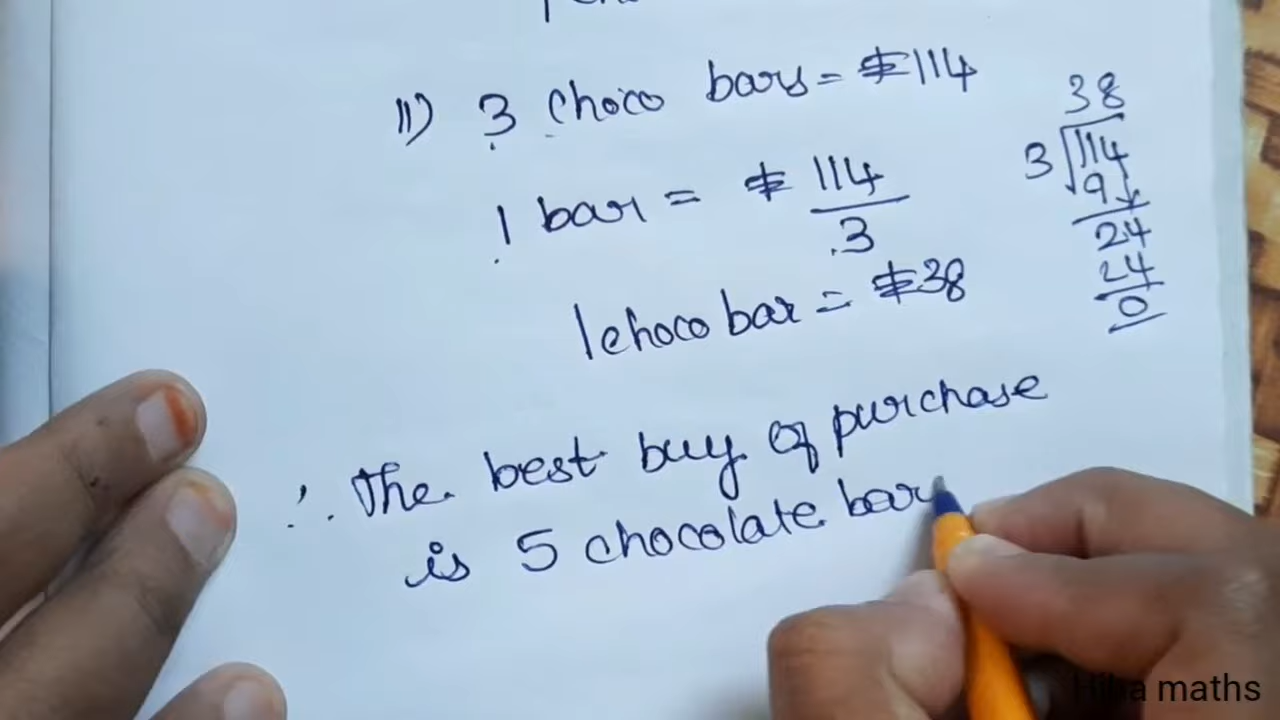 II) 3 Choco bars = $114
1 bar = $ 114
3
1 choco bar = $38
38
3 114
9
24
24
0
∴ The best buy of purchase
is 5 chocolate bar
Hiba maths